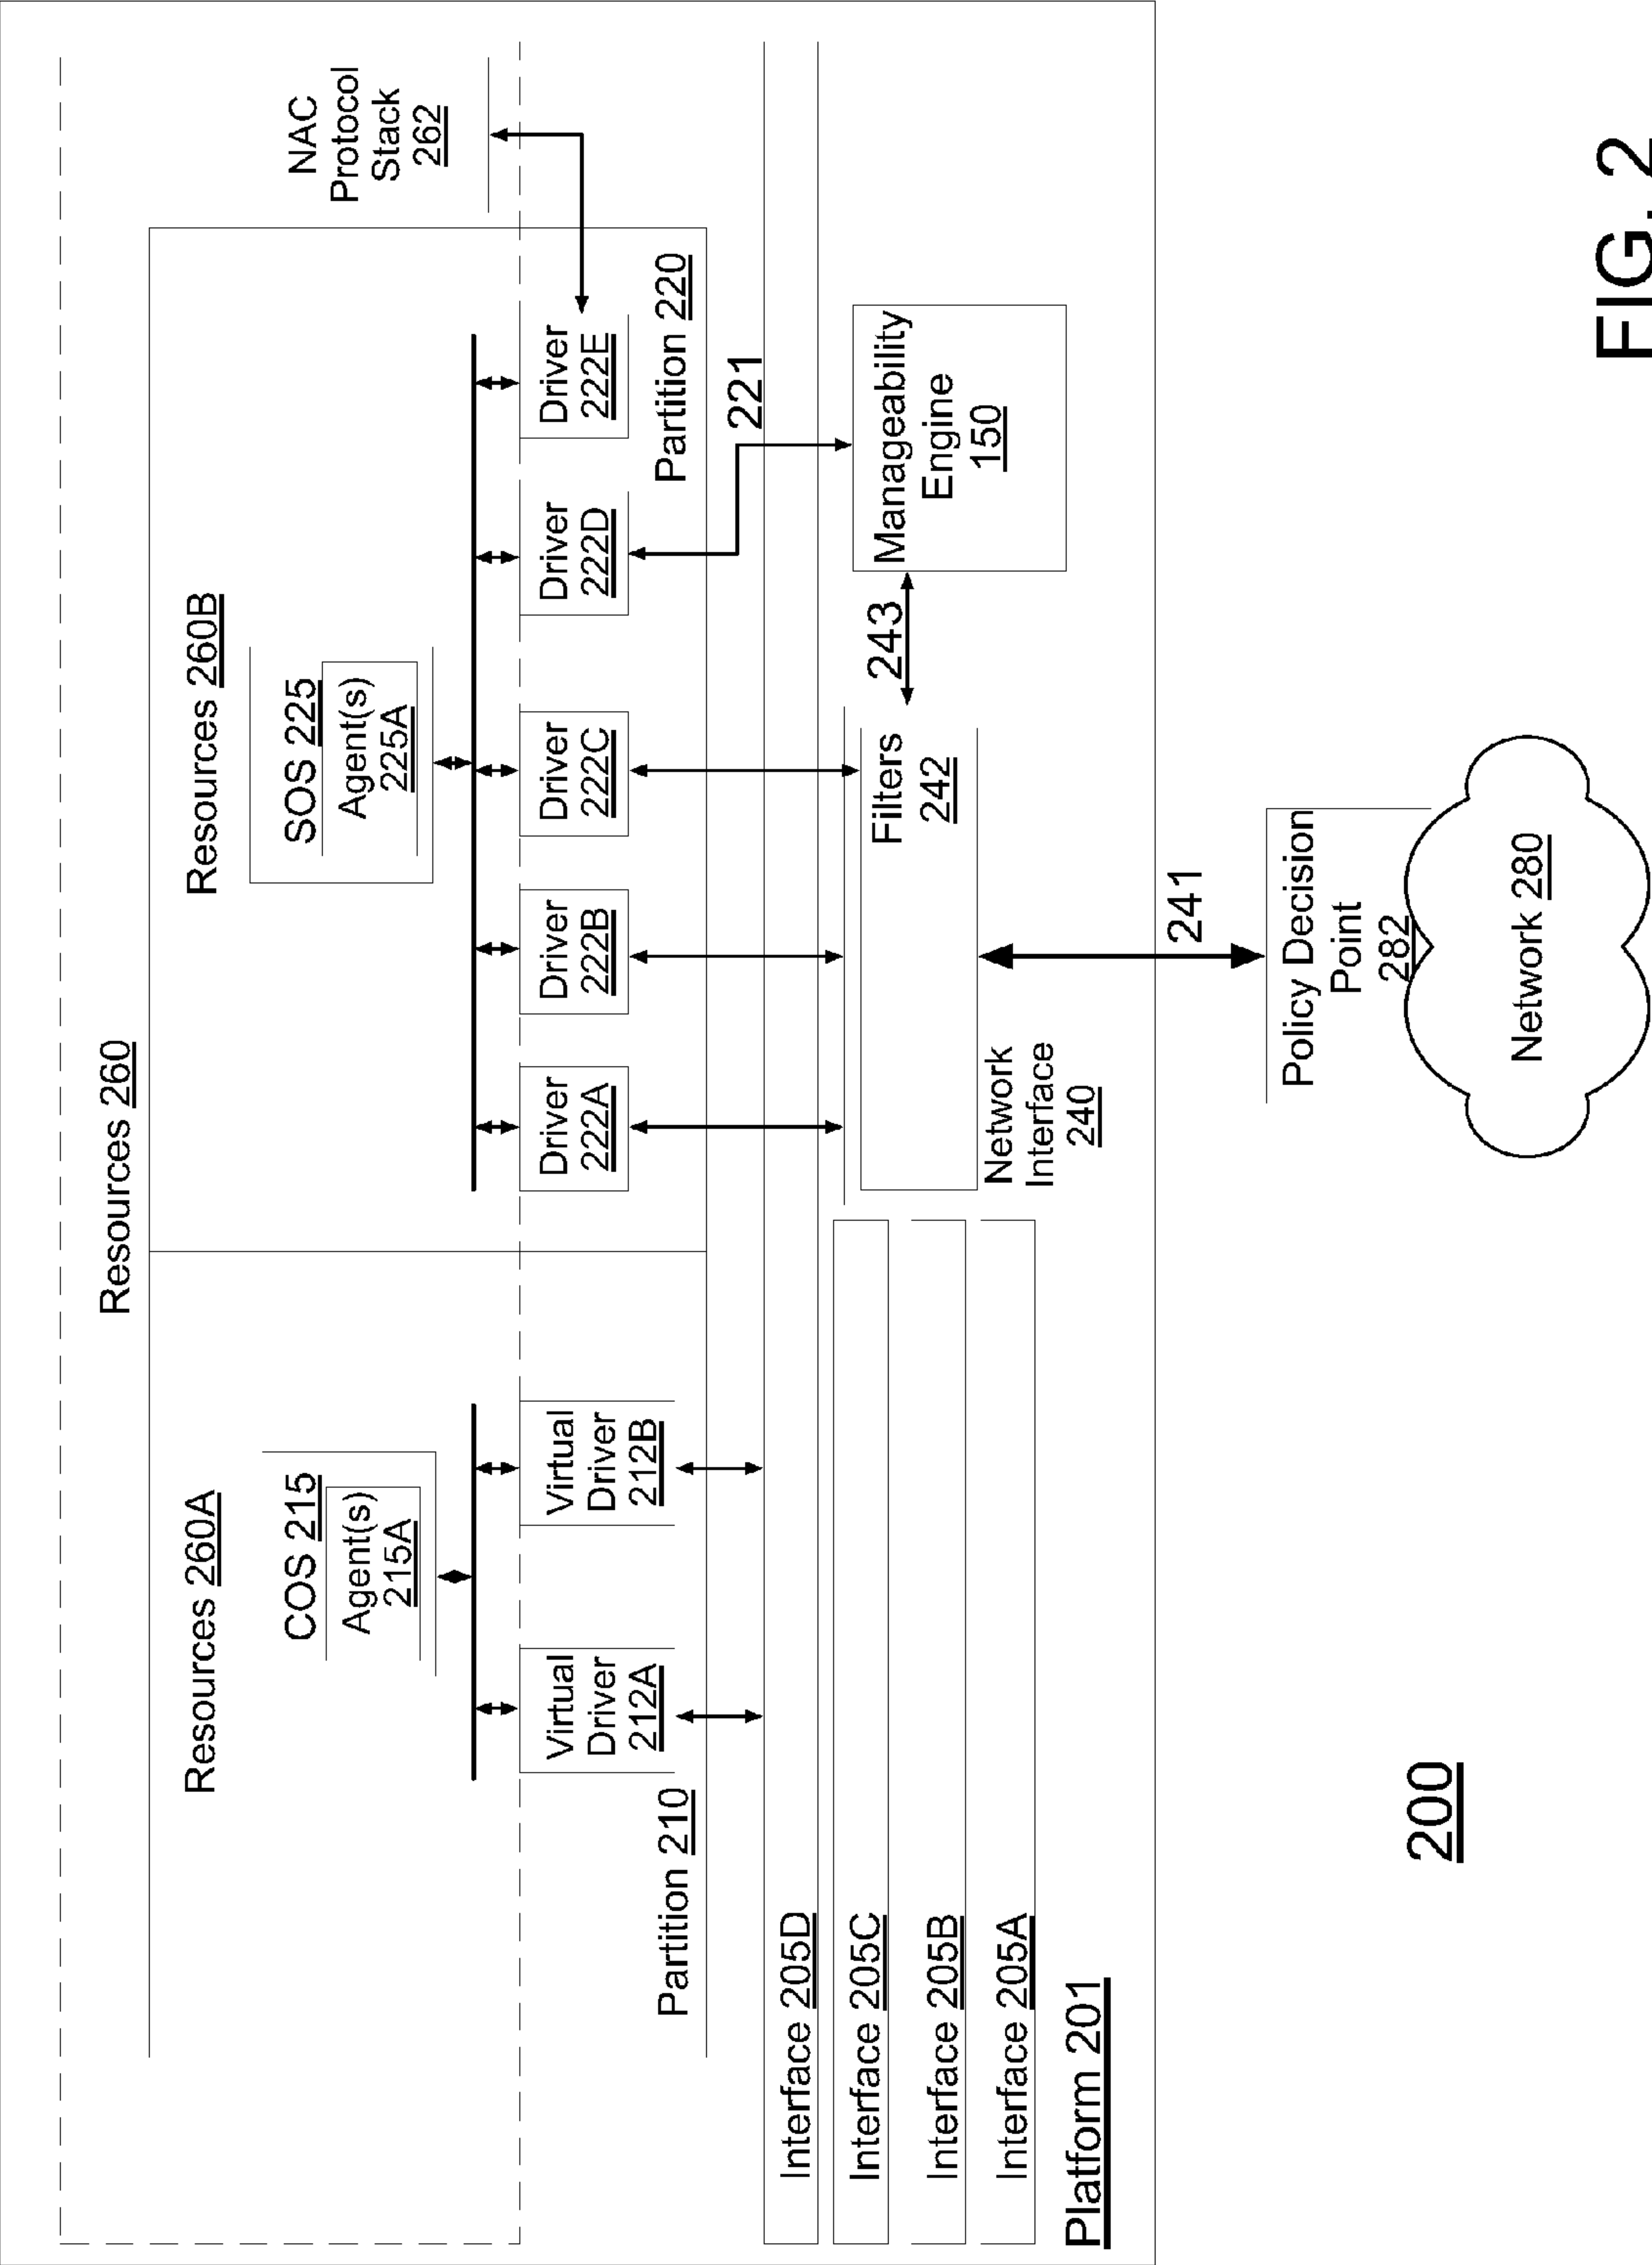 Resources 260
Resources 260A
Resources 260B
COS 215
Agent(s)
215A
SOS 225
Agent(s)
225A
NAC
Protocol
Stack
262
Virtual
Driver
212A
Virtual
Driver
212B
Driver
222A
Driver
222B
Driver
222C
Driver
222D
Driver
222E
Partition 210
Partition 220
221
Interface 205D
Interface 205C
Interface 205B
Interface 205A
Filters
242
243
Manageability
Engine
150
Network
Interface
240
Platform 201
241
Policy Decision
Point
282
Network 280
200
FIG. 2